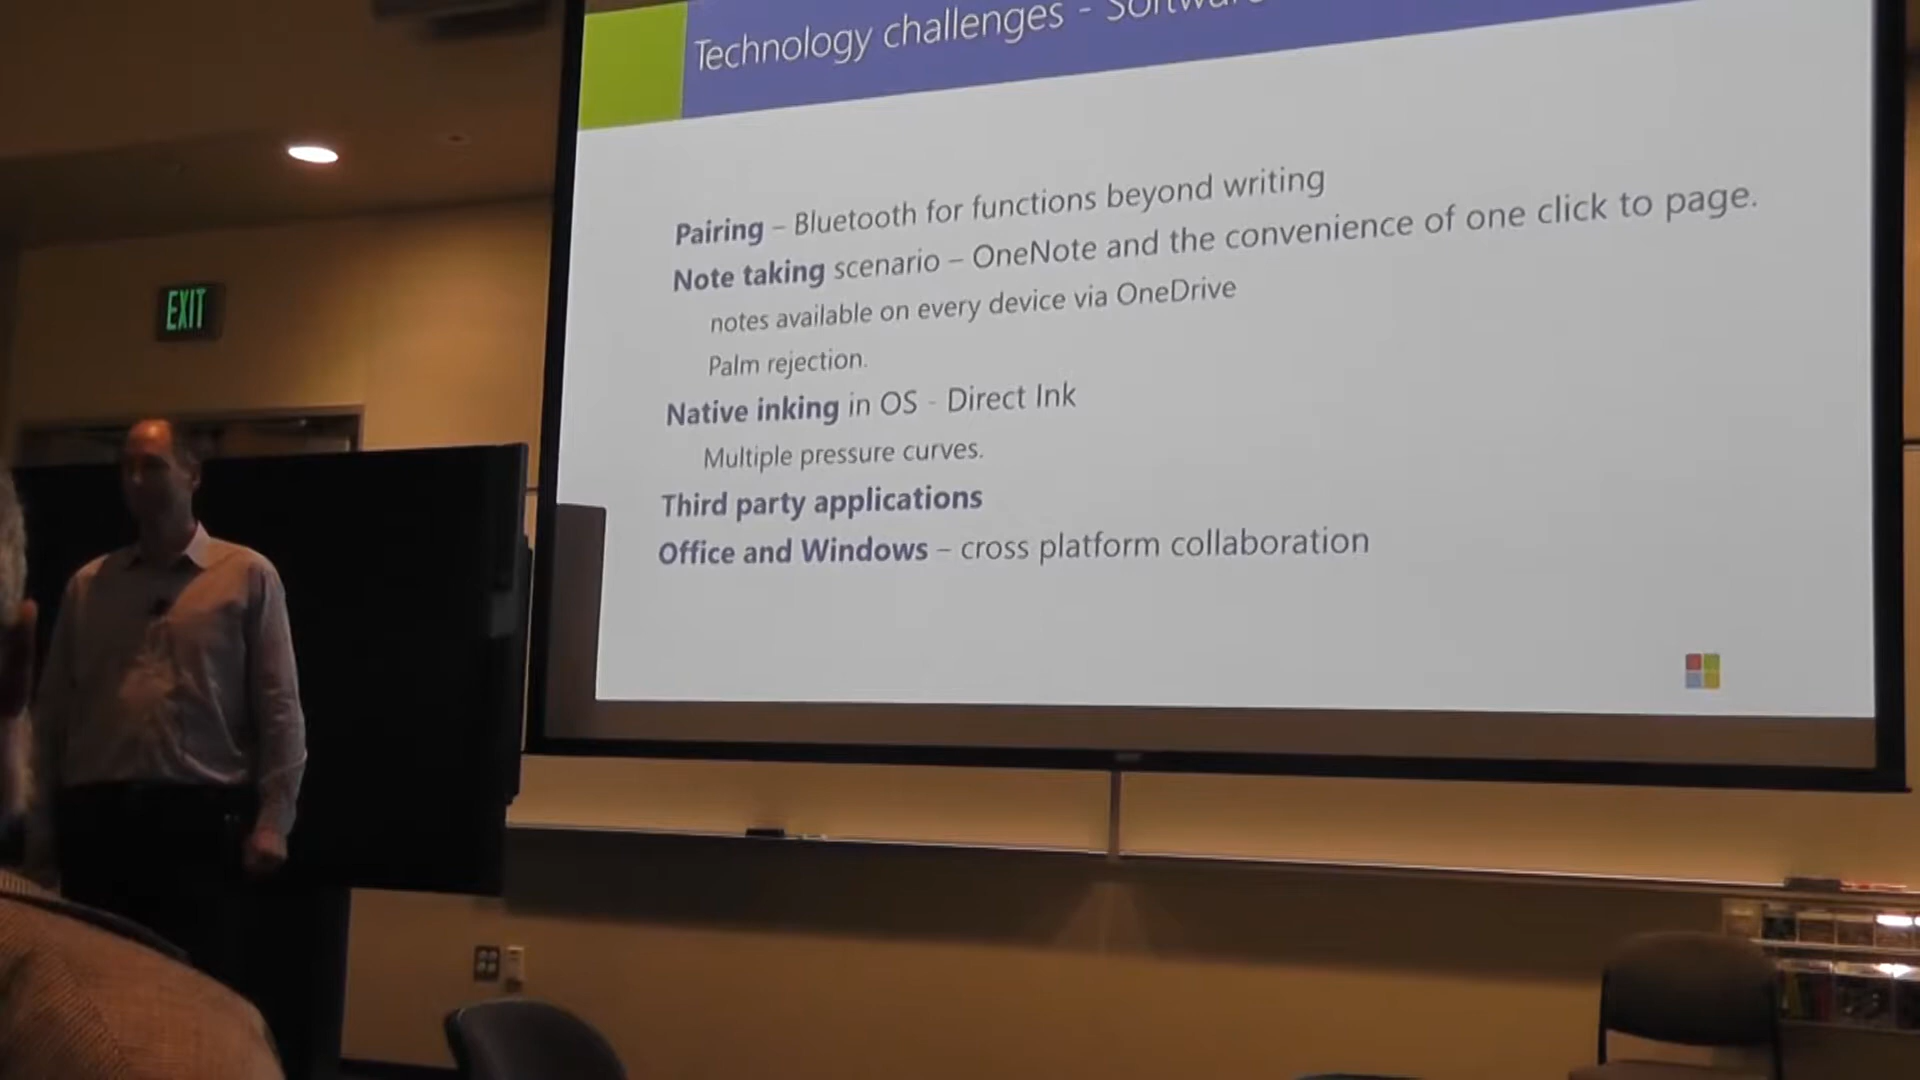 Technology challenges - Software
Pairing – Bluetooth for functions beyond writing
Note taking scenario – OneNote and the convenience of one click to page.
notes available on every device via OneDrive
Palm rejection.
Native inking in OS - Direct Ink
Multiple pressure curves.
Third party applications
Office and Windows – cross platform collaboration
EXIT